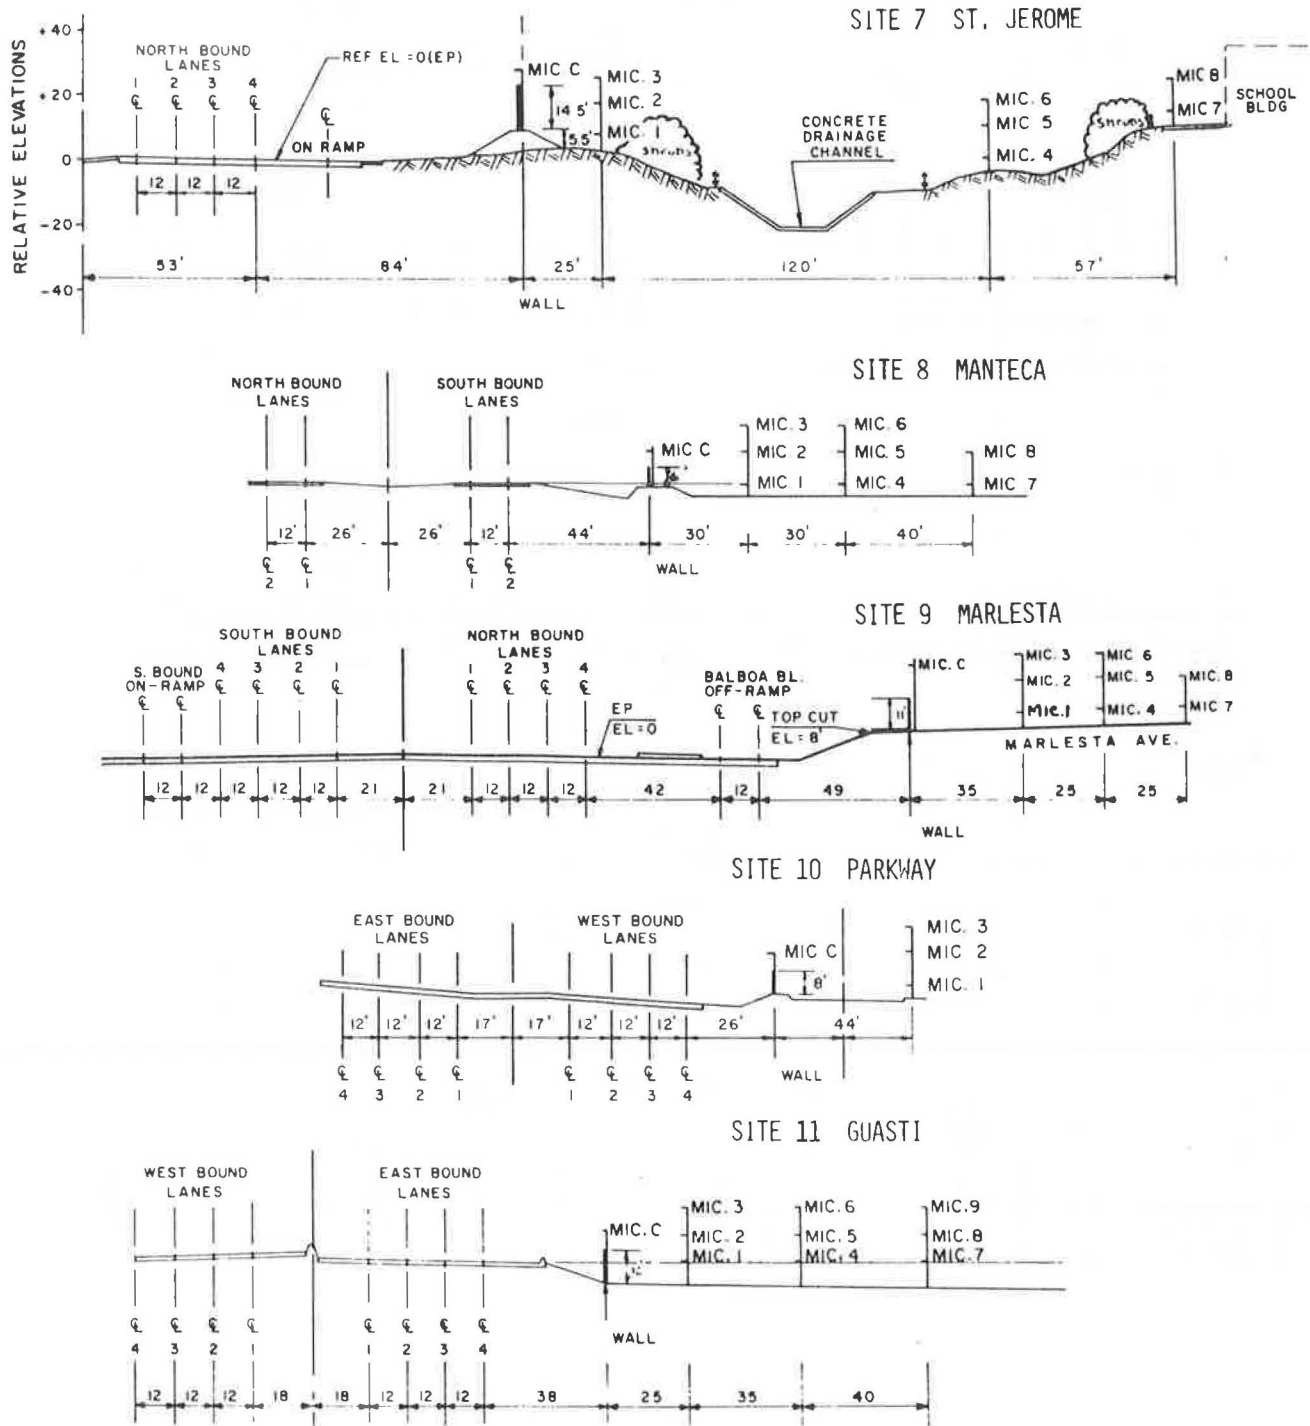 SITE 7 ST. JEROME
RELATIVE ELEVATIONS
+40
+20
0
-20
-40
NORTH BOUND
LANES
1 2 3 4
℄ ℄ ℄ ℄
REF EL =0(EP)
℄
ON RAMP
MIC C
14 5'
5.5'
MIC. 3
MIC. 2
MIC. 1
Shrubs
CONCRETE
DRAINAGE
CHANNEL
MIC. 6
MIC. 5
MIC. 4
Shrubs
MIC 8
MIC 7
SCHOOL
BLDG
12 12 12
53' 84' 25' 120' 57'
WALL
SITE 8 MANTECA
NORTH BOUND
LANES
SOUTH BOUND
LANES
MIC C
MIC. 3
MIC. 2
MIC 1
MIC. 6
MIC. 5
MIC. 4
MIC 8
MIC 7
12' 26' 26' 12' 44' 30' 30' 40'
℄ ℄ ℄ ℄
2 1 1 2
WALL
SITE 9 MARLESTA
SOUTH BOUND
LANES
NORTH BOUND
LANES
S. BOUND
ON-RAMP
℄ ℄
4 3 2 1
℄ ℄ ℄ ℄
1 2 3 4
℄ ℄ ℄ ℄
EP
EL=0
BALBOA BL.
OFF-RAMP
℄ ℄
TOP CUT
EL=8'
11'
MIC. C
MIC. 3
MIC. 2
MIC.1
MIC 6
MIC. 5
MIC. 4
MIC. 8
MIC 7
MARLESTA AVE.
12 12 12 12 12 21 21 12 12 12 42 12 49 35 25 25
WALL
SITE 10 PARKWAY
EAST BOUND
LANES
WEST BOUND
LANES
MIC C
8'
MIC. 3
MIC 2
MIC. 1
12' 12' 12' 17' 17' 12' 12' 12' 26' 44'
℄ ℄ ℄ ℄ ℄ ℄ ℄ ℄
4 3 2 1 1 2 3 4
WALL
SITE 11 GUASTI
WEST BOUND
LANES
EAST BOUND
LANES
MIC. C
12'
MIC. 3
MIC. 2
MIC. 1
MIC. 6
MIC. 5
MIC. 4
MIC. 9
MIC. 8
MIC. 7
℄ ℄ ℄ ℄ ℄ ℄ ℄ ℄
4 3 2 1 1 2 3 4
WALL
12 12 12 18 18 12 12 12 38 25 35 40